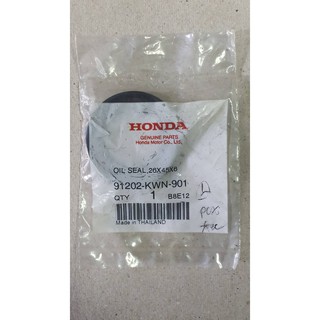 HONDA
GENUINE PARTS
Honda Motor Co., Ltd.
OIL SEAL, 26X45X6
91202-KWN-901
QTY 1 B8E12
Made in THAILAND